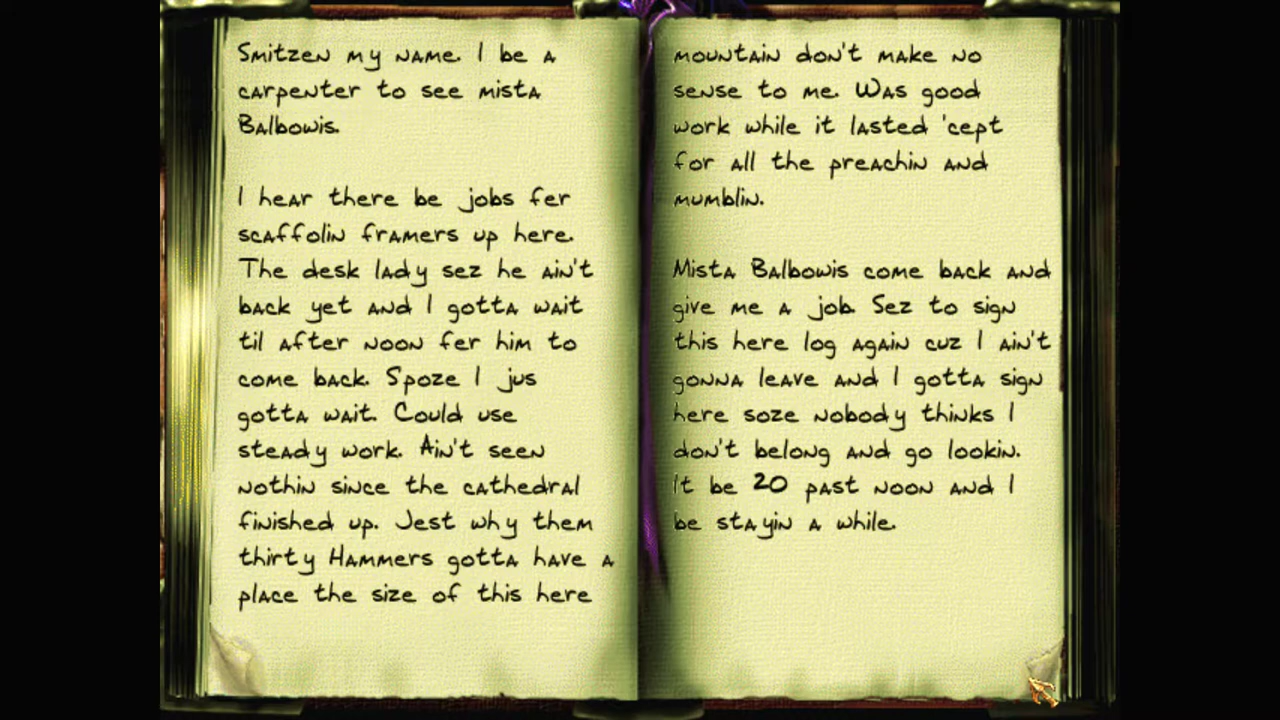 Smitzen my name. I be a
carpenter to see mista
Balbowis.
I hear there be jobs fer
scaffolin framers up here.
The desk lady sez he ain't
back yet and I gotta wait
til after noon fer him to
come back. Spoze I jus
gotta wait. Could use
steady work. Ain't seen
nothin since the cathedral
finished up. Jest why them
thirty Hammers gotta have a
place the size of this here
mountain don't make no
sense to me. Was good
work while it lasted 'cept
for all the preachin and
mumblin.
Mista Balbowis come back and
give me a job. Sez to sign
this here log again cuz I ain't
gonna leave and I gotta sign
here soze nobody thinks I
don't belong and go lookin.
It be 20 past noon and I
be stayin a while.